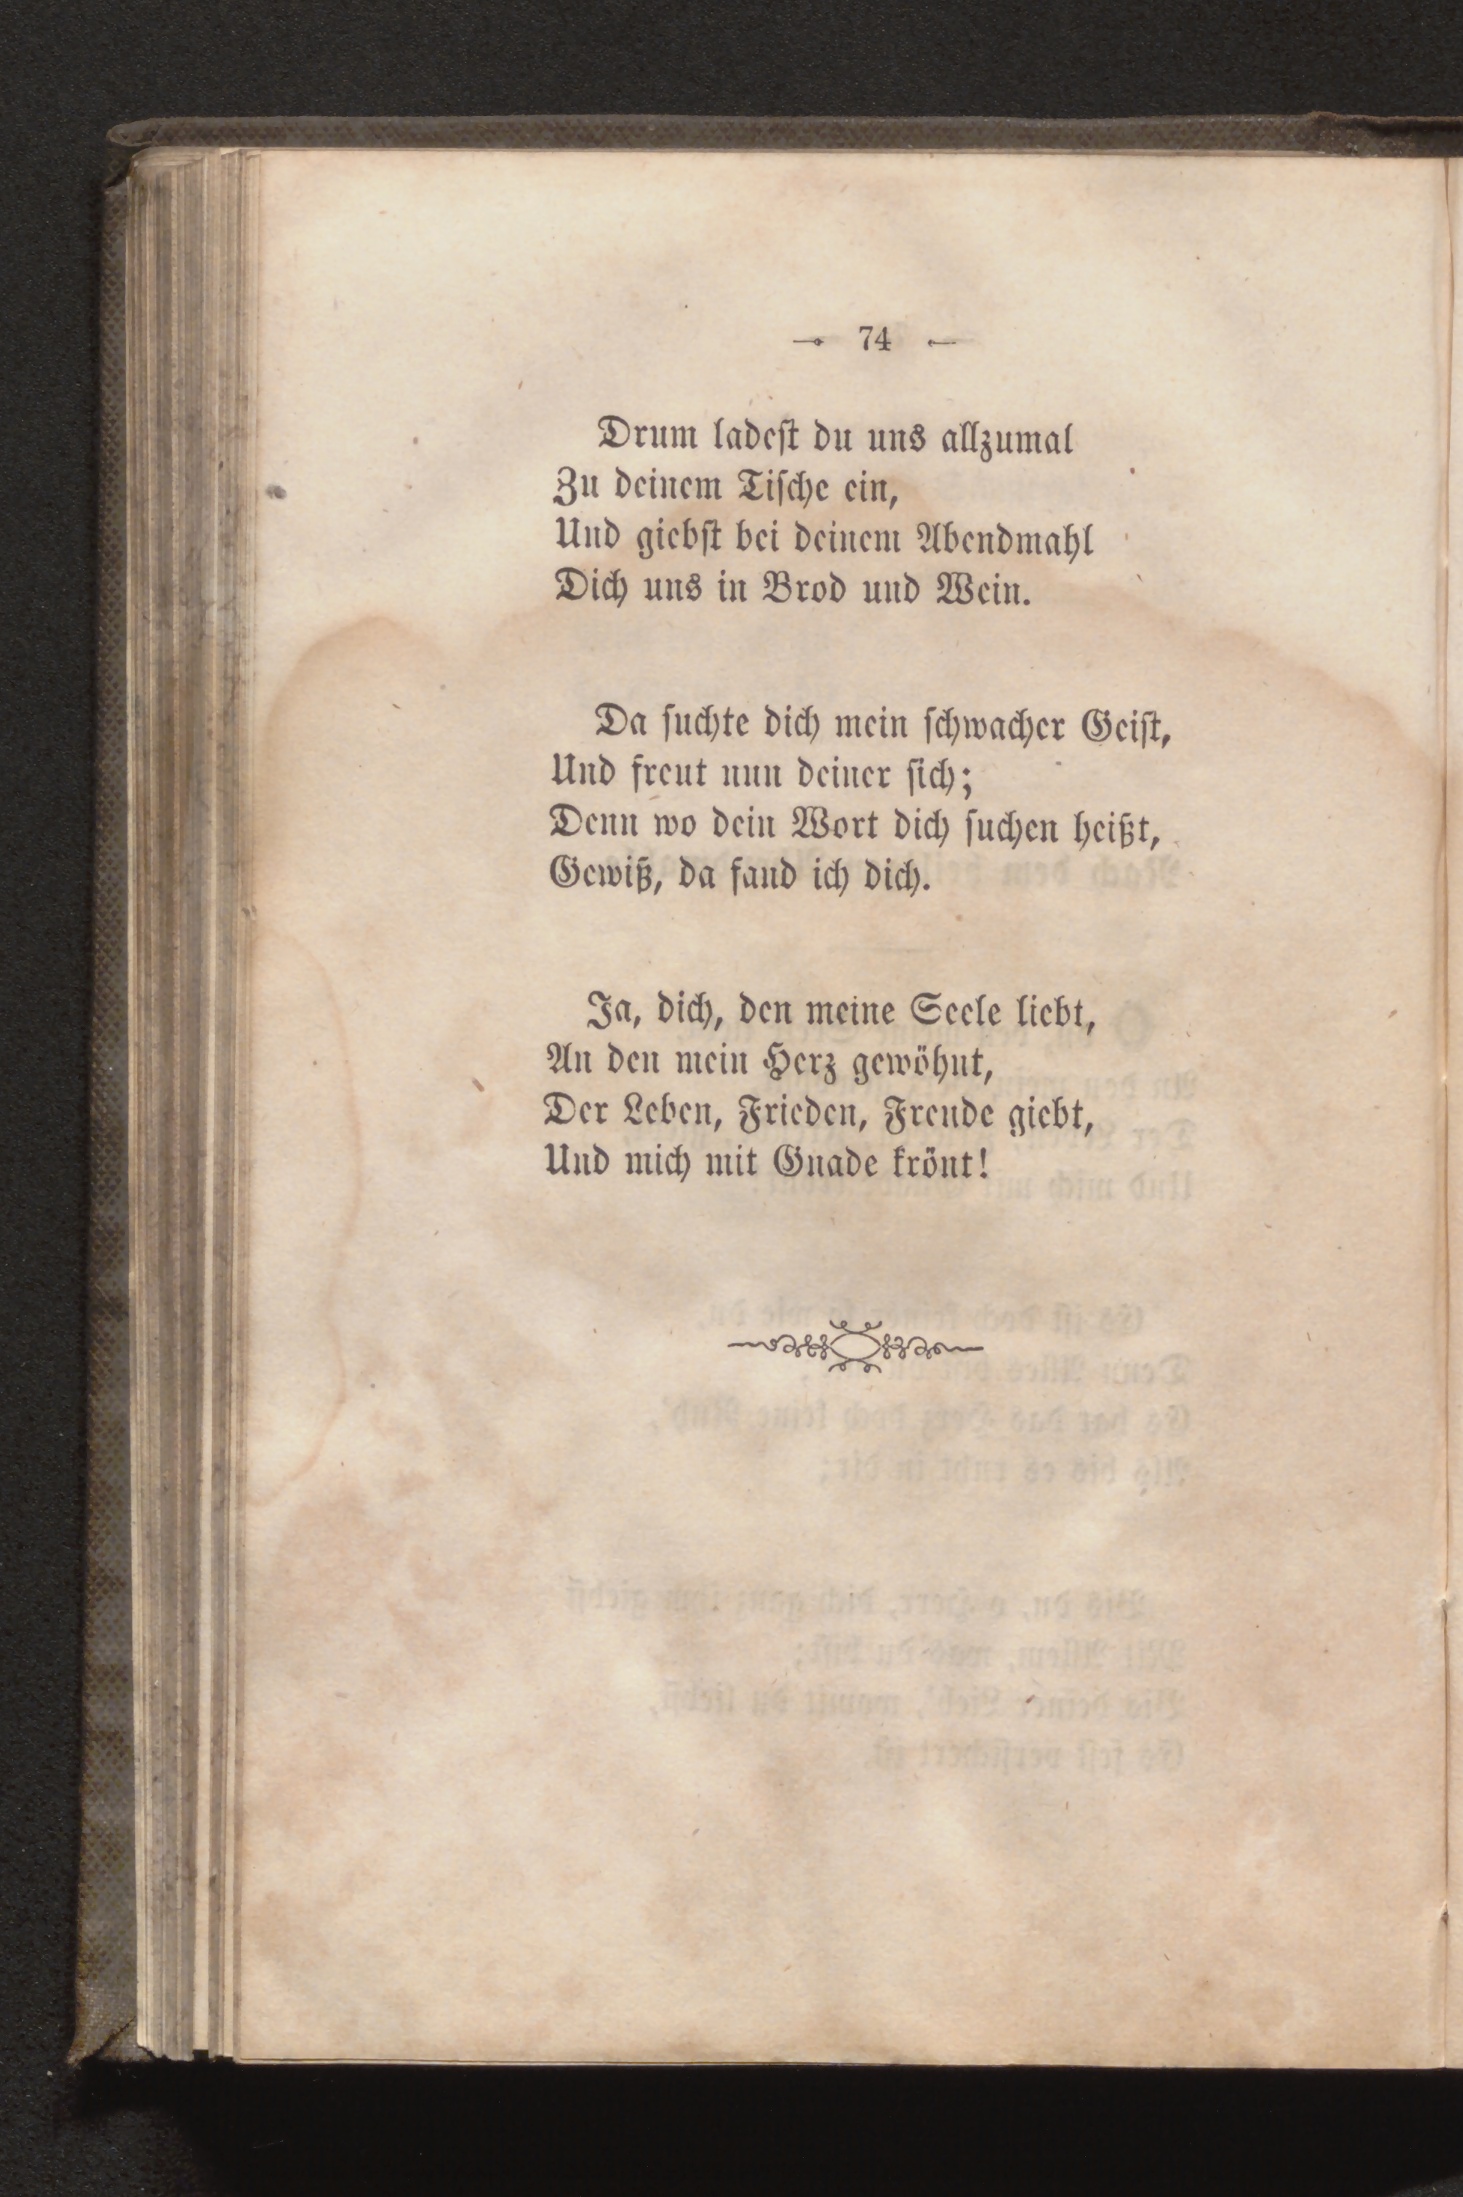 74
Drum ladest du uns allzumal
Zu deinem Tische ein,
Und giebst bei deinem Abendmahl
Dich uns in Brod und Wein.
Da suchte dich mein schwacher Geist,
Und freut nun deiner sich;
Denn wo dein Wort dich suchen heißt,
Gewiß, da fand ich dich.
Ja, dich, den meine Seele liebt,
An den mein Herz gewöhnt,
Der Leben, Frieden, Freude giebt,
Und mich mit Gnade krönt!